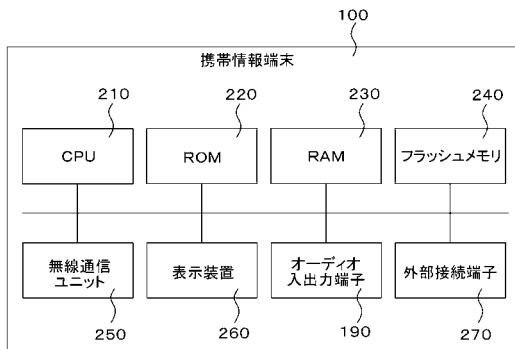 100
携帯情報端末
210
220
230
240
CPU
ROM
RAM
フラッシュメモリ
無線通信
ユニット
表示装置
オーディオ
入出力端子
外部接続端子
250
260
190
270